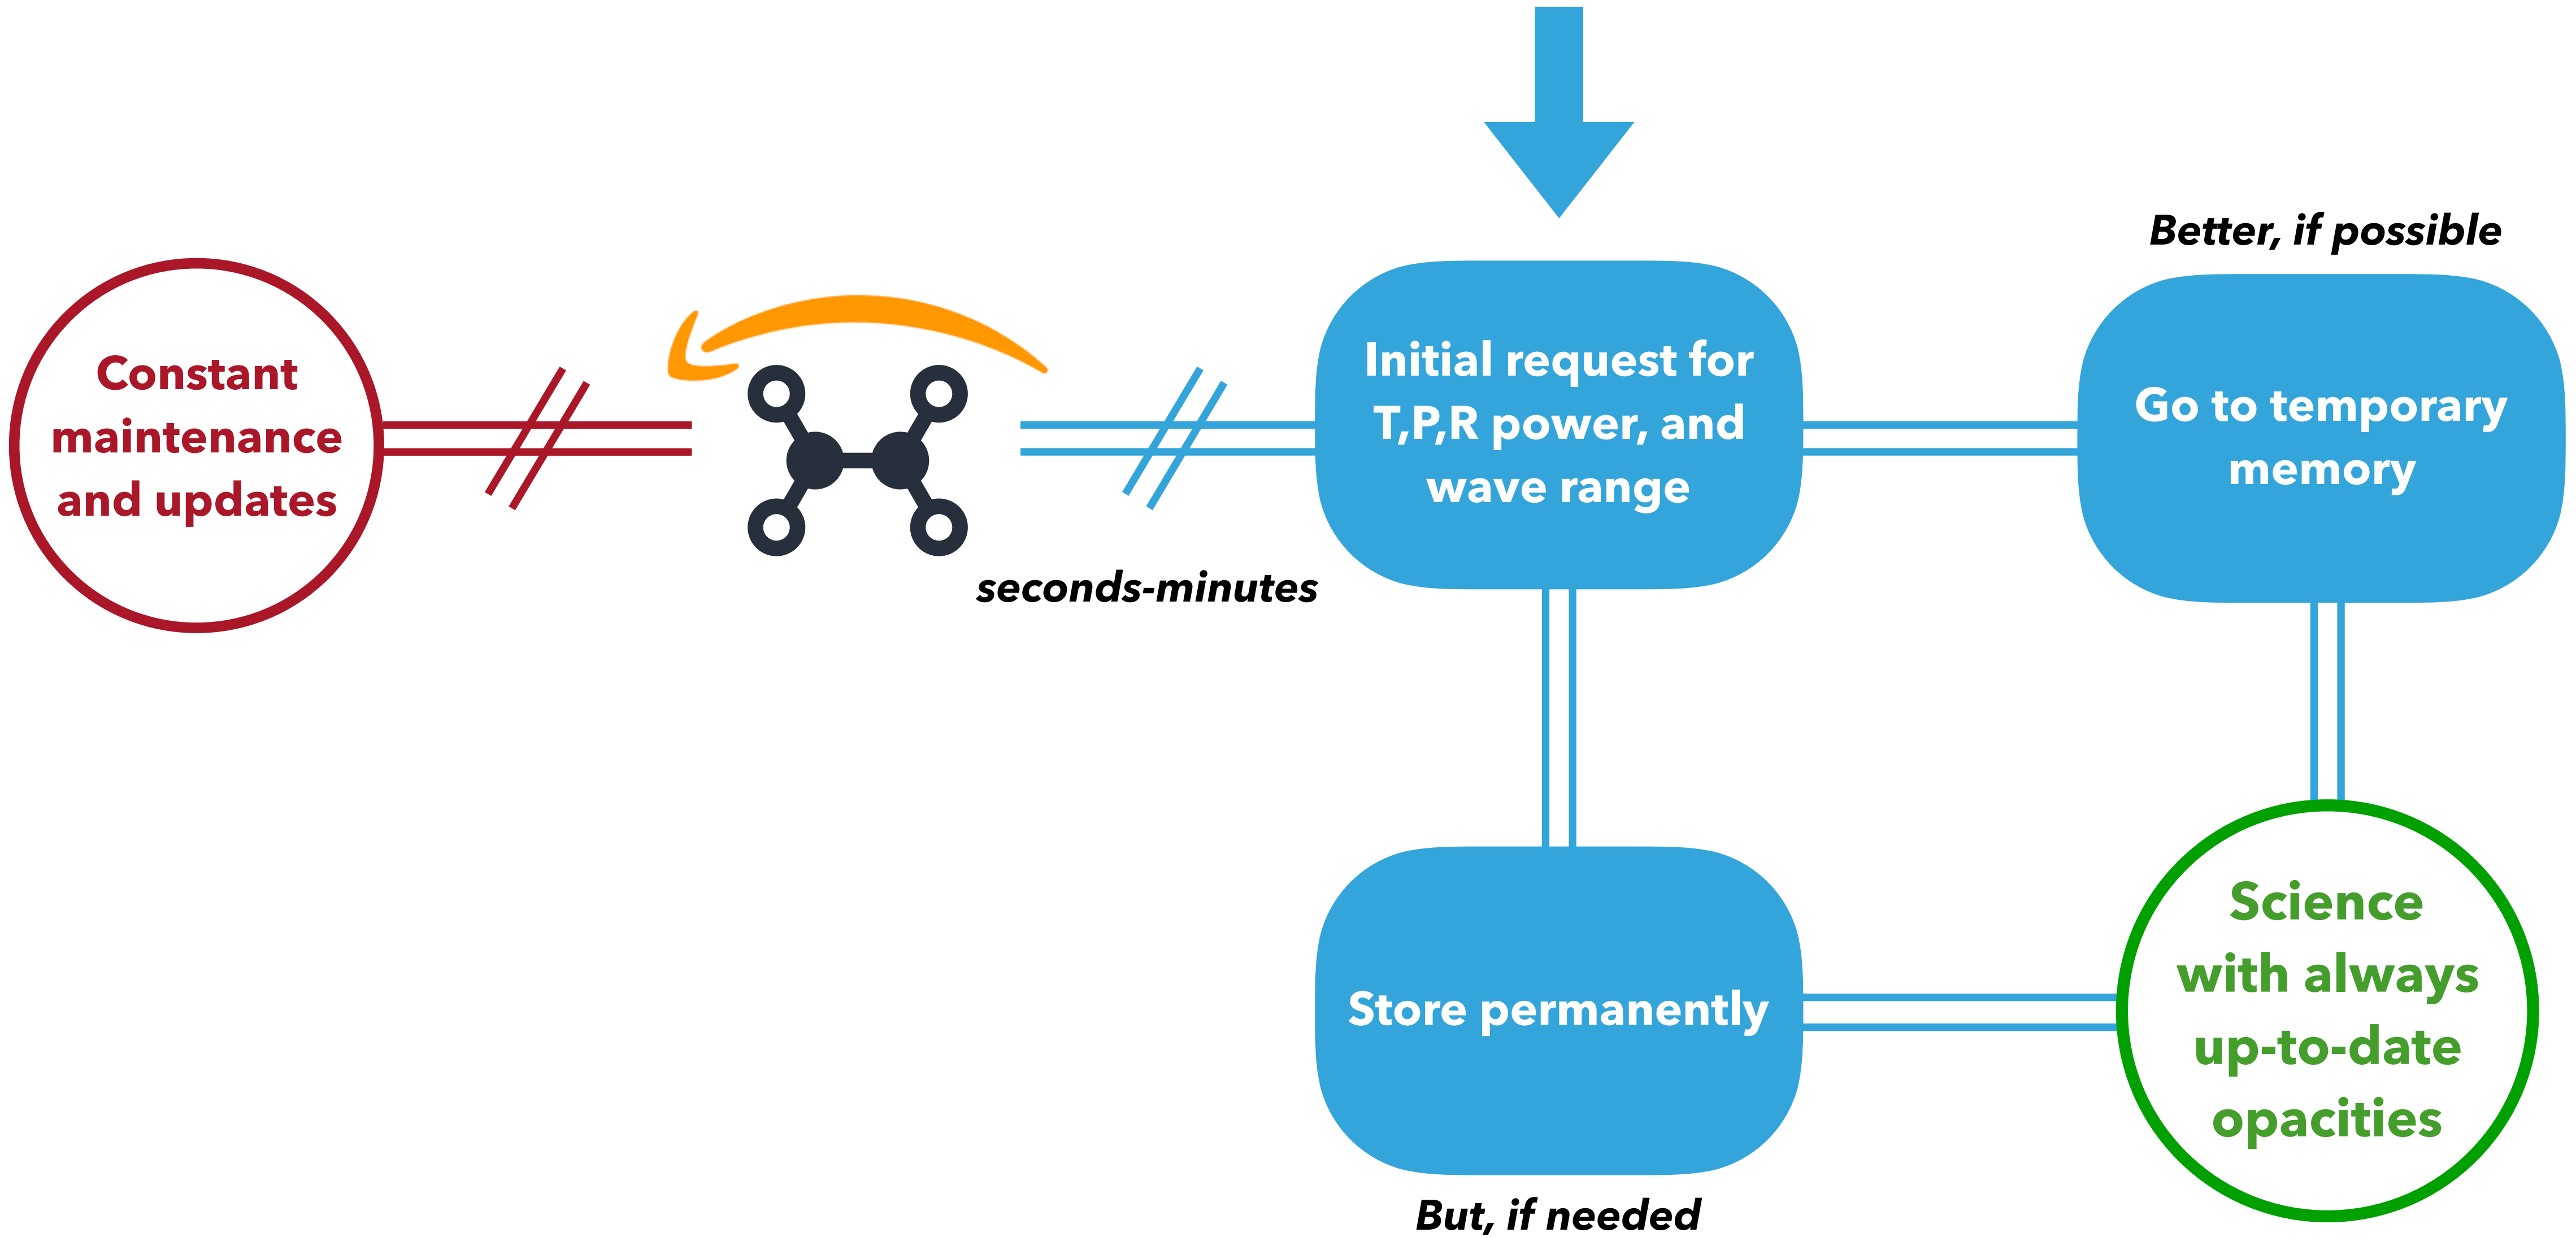 Better, if possible
Constant
maintenance
and updates
seconds-minutes
Initial request for
T,P,R power, and
wave range
Go to temporary
memory
Store permanently
But, if needed
Science
with always
up-to-date
opacities